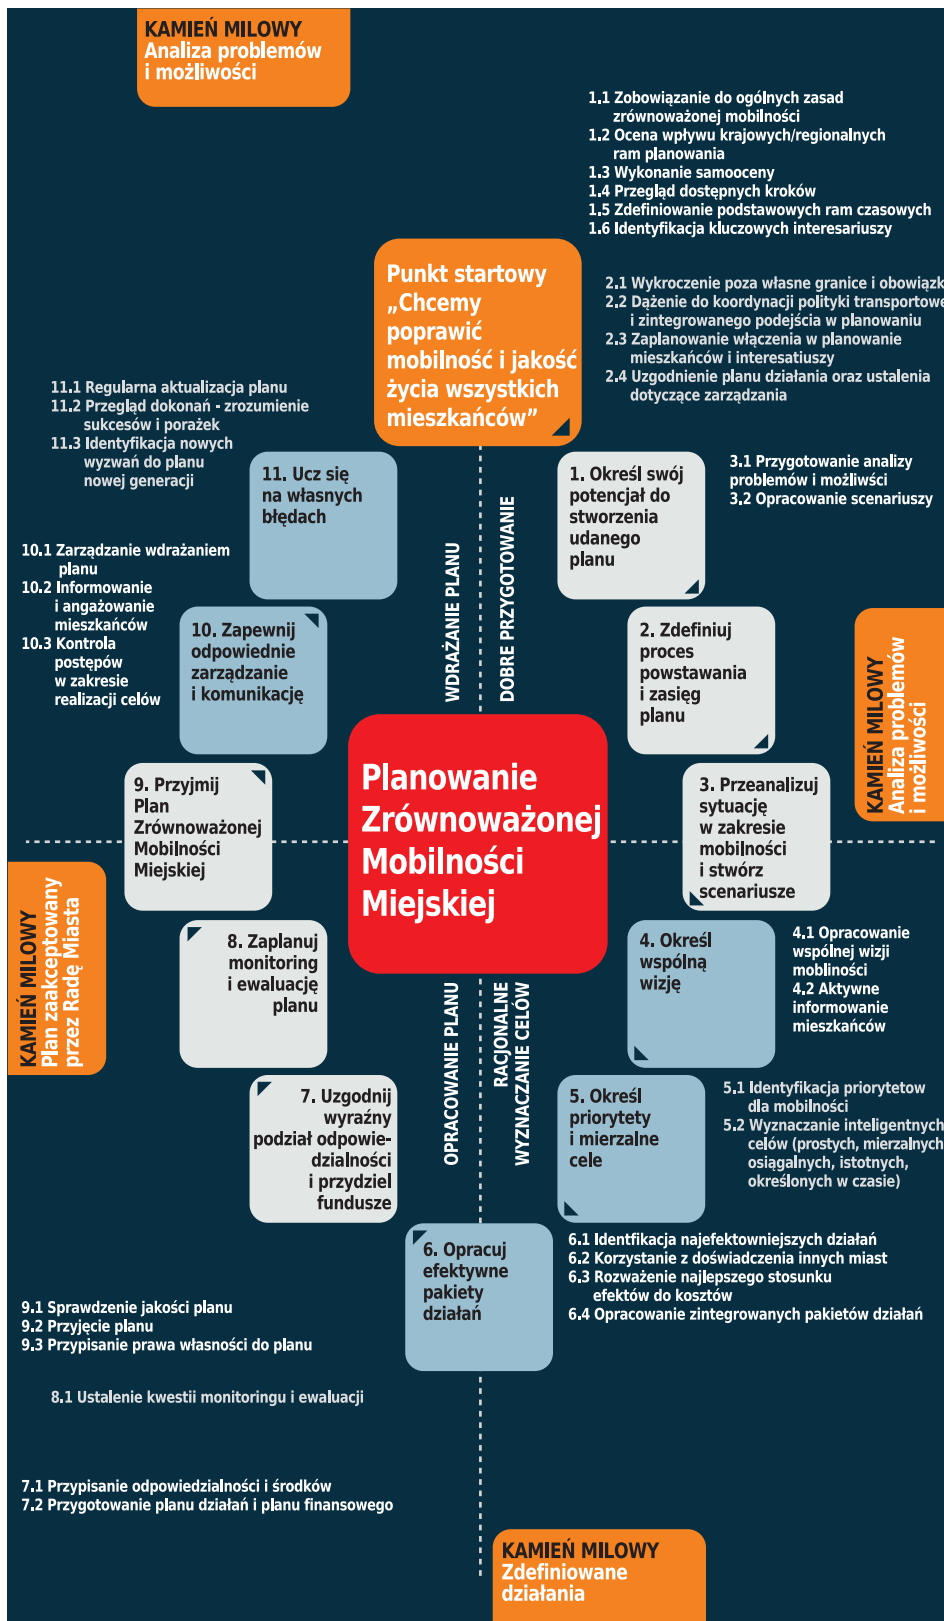 KAMIEŃ MILOWY
Analiza problemów
i możliwości
1.1 Zobowiązanie do ogólnych zasad
zrównoważonej mobilności
1.2 Ocena wpływu krajowych/regionalnych
ram planowania
1.3 Wykonanie samooceny
1.4 Przegląd dostępnych kroków
1.5 Zdefiniowanie podstawowych ram czasowych
1.6 Identyfikacja kluczowych interesariuszy
Punkt startowy
„Chcemy
poprawić
mobilność i jakość
życia wszystkich
mieszkańców”
2.1 Wykroczenie poza własne granice i obowiązk
2.2 Dążenie do koordynacji polityki transportowe
i zintegrowanego podejścia w planowaniu
2.3 Zaplanowanie włączenia w planowanie
mieszkańców i interesatiuszy
2.4 Uzgodnienie planu działania oraz ustalenia
dotyczące zarządzania
11.1 Regularna aktualizacja planu
11.2 Przegląd dokonań - zrozumienie
sukcesów i porażek
11.3 Identyfikacja nowych
wyzwań do planu
nowej generacji
11. Ucz się
na własnych
błędach
WDRAŻANIE PLANU
DOBRE PRZYGOTOWANIE
1. Określ swój
potencjał do
stworzenia
udanego
planu
3.1 Przygotowanie analizy
problemów i możliwści
3.2 Opracowanie scenariuszy
10.1 Zarządzanie wdrażaniem
planu
10.2 Informowanie
i angażowanie
mieszkańców
10.3 Kontrola
postępów
w zakresie
realizacji celów
10. Zapewnij
odpowiednie
zarządzanie
i komunikację
2. Zdefiniuj
proces
powstawania
i zasięg
planu
KAMIEŃ MILOWY
Analiza problemów
i możliwości
9. Przyjmij
Plan
Zrównoważonej
Mobilności
Miejskiej
Planowanie
Zrównoważonej
Mobilności
Miejskiej
3. Przeanalizuj
sytuację
w zakresie
mobilności
i stwórz
scenariusze
KAMIEŃ MILOWY
Plan zaakceptowany
przez Radę Miasta
8. Zaplanuj
monitoring
i ewaluację
planu
4. Określ
wspólną
wizję
4.1 Opracowanie
wspólnej wizji
mobliności
4.2 Aktywne
informowanie
mieszkańców
OPRACOWANIE PLANU
RACJONALNE
WYZNACZANIE CELÓW
7. Uzgodnij
wyraźny
podział odpowie-
dzialności
i przydziel
fundusze
5. Określ
priorytety
i mierzalne
cele
5.1 Identyfikacja priorytetow
dla mobilności
5.2 Wyznaczanie inteligentnych
celów (prostych, mierzalnych
osiągalnych, istotnych,
określonych w czasie)
6. Opracuj
efektywne
pakiety
działań
6.1 Identfikacja najefektowniejszych działań
6.2 Korzystanie z doświadczenia innych miast
6.3 Rozważenie najlepszego stosunku
efektów do kosztów
6.4 Opracowanie zintegrowanych pakietów działań
9.1 Sprawdzenie jakości planu
9.2 Przyjęcie planu
9.3 Przypisanie prawa własności do planu
8.1 Ustalenie kwestii monitoringu i ewaluacji
7.1 Przypisanie odpowiedzialności i środków
7.2 Przygotowanie planu działań i planu finansowego
KAMIEŃ MILOWY
Zdefiniowane
działania